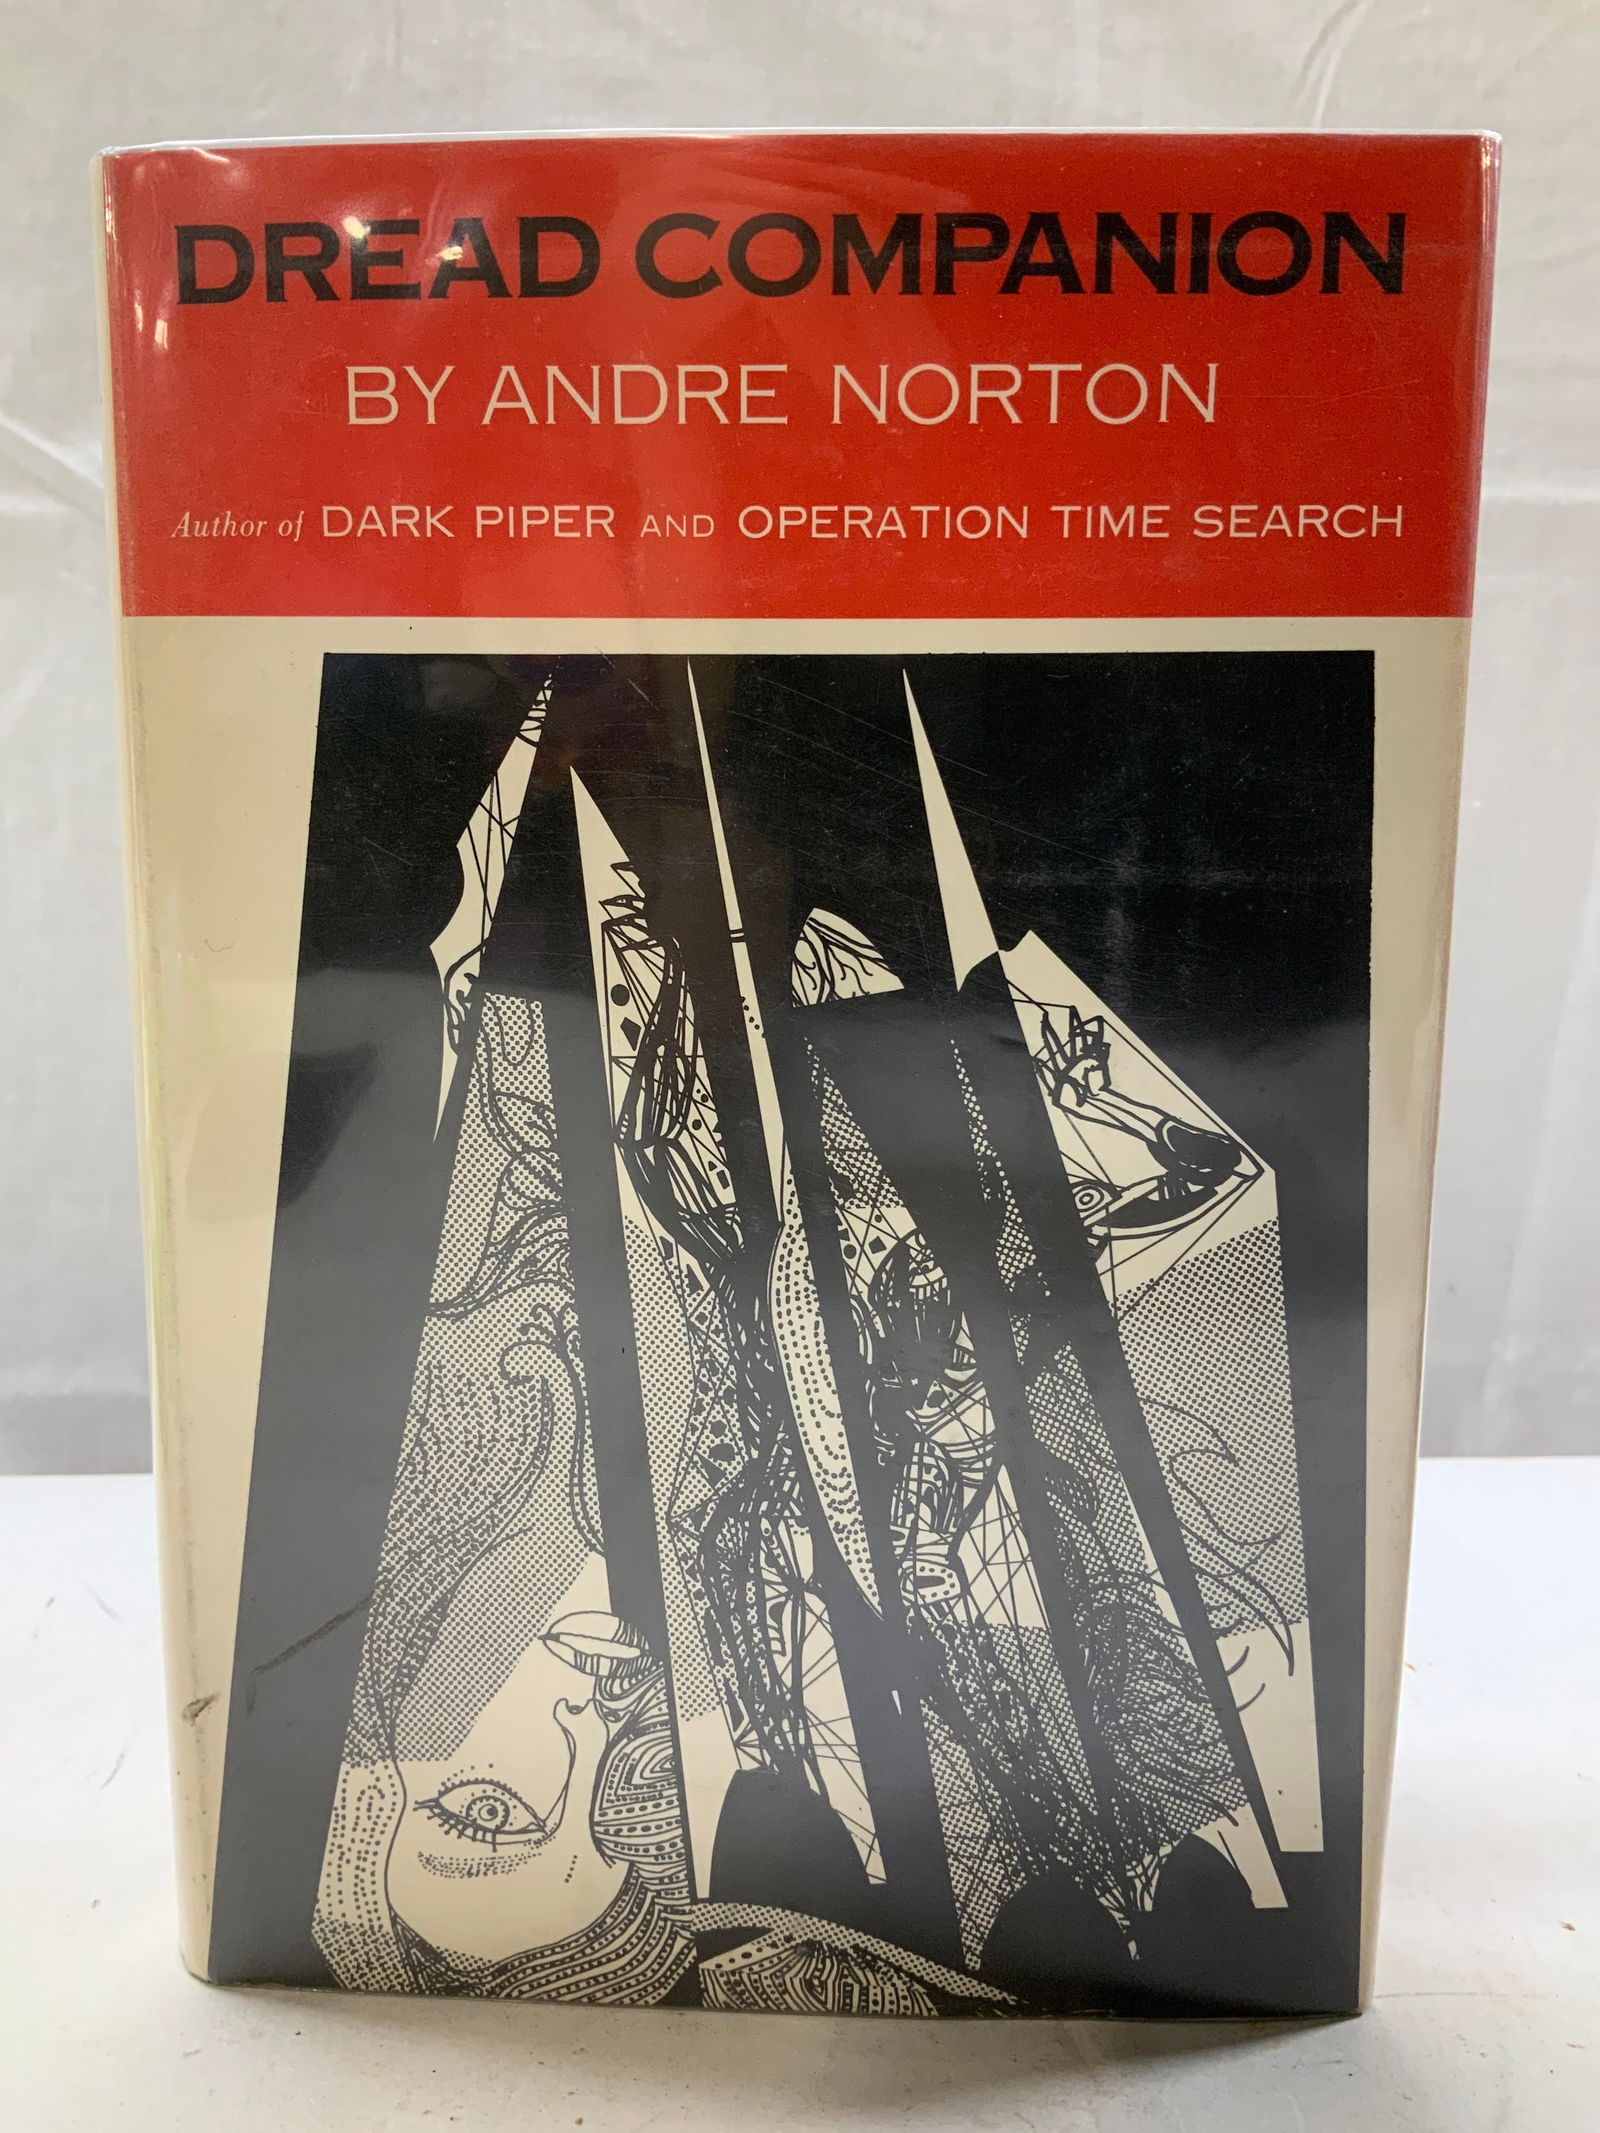 DREAD COMPANION
BY ANDRE NORTON
Author of DARK PIPER AND OPERATION TIME SEARCH